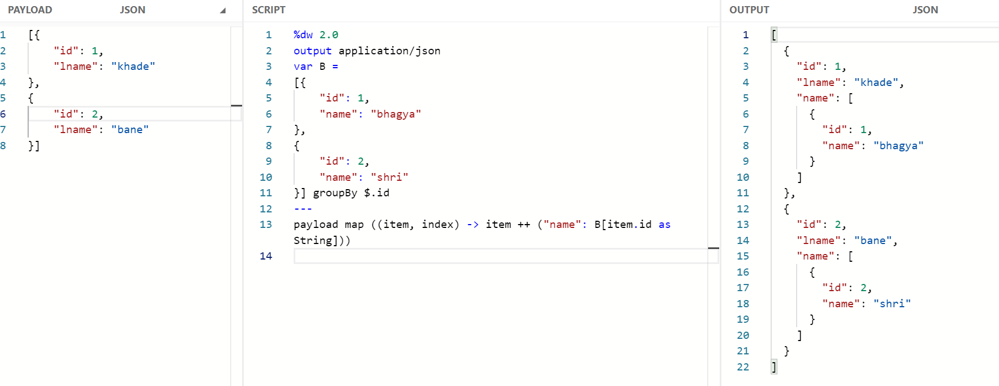 PAYLOAD JSON
1 [{
2 "id": 1,
3 "lname": "khade"
4 },
5 {
6 "id": 2,
7 "lname": "bane"
8 }]
SCRIPT
1 %dw 2.0
2 output application/json
3 var B =
4 [{
5 "id": 1,
6 "name": "bhagya"
7 },
8 {
9 "id": 2,
10 "name": "shri"
11 }] groupBy $.id
12 ---
13 payload map ((item, index) -> item ++ ("name": B[item.id as
String]))
14
OUTPUT JSON
1 [
2 {
3 "id": 1,
4 "lname": "khade",
5 "name": [
6 {
7 "id": 1,
8 "name": "bhagya"
9 }
10 ]
11 },
12 {
13 "id": 2,
14 "lname": "bane",
15 "name": [
16 {
17 "id": 2,
18 "name": "shri"
19 }
20 ]
21 }
22 ]